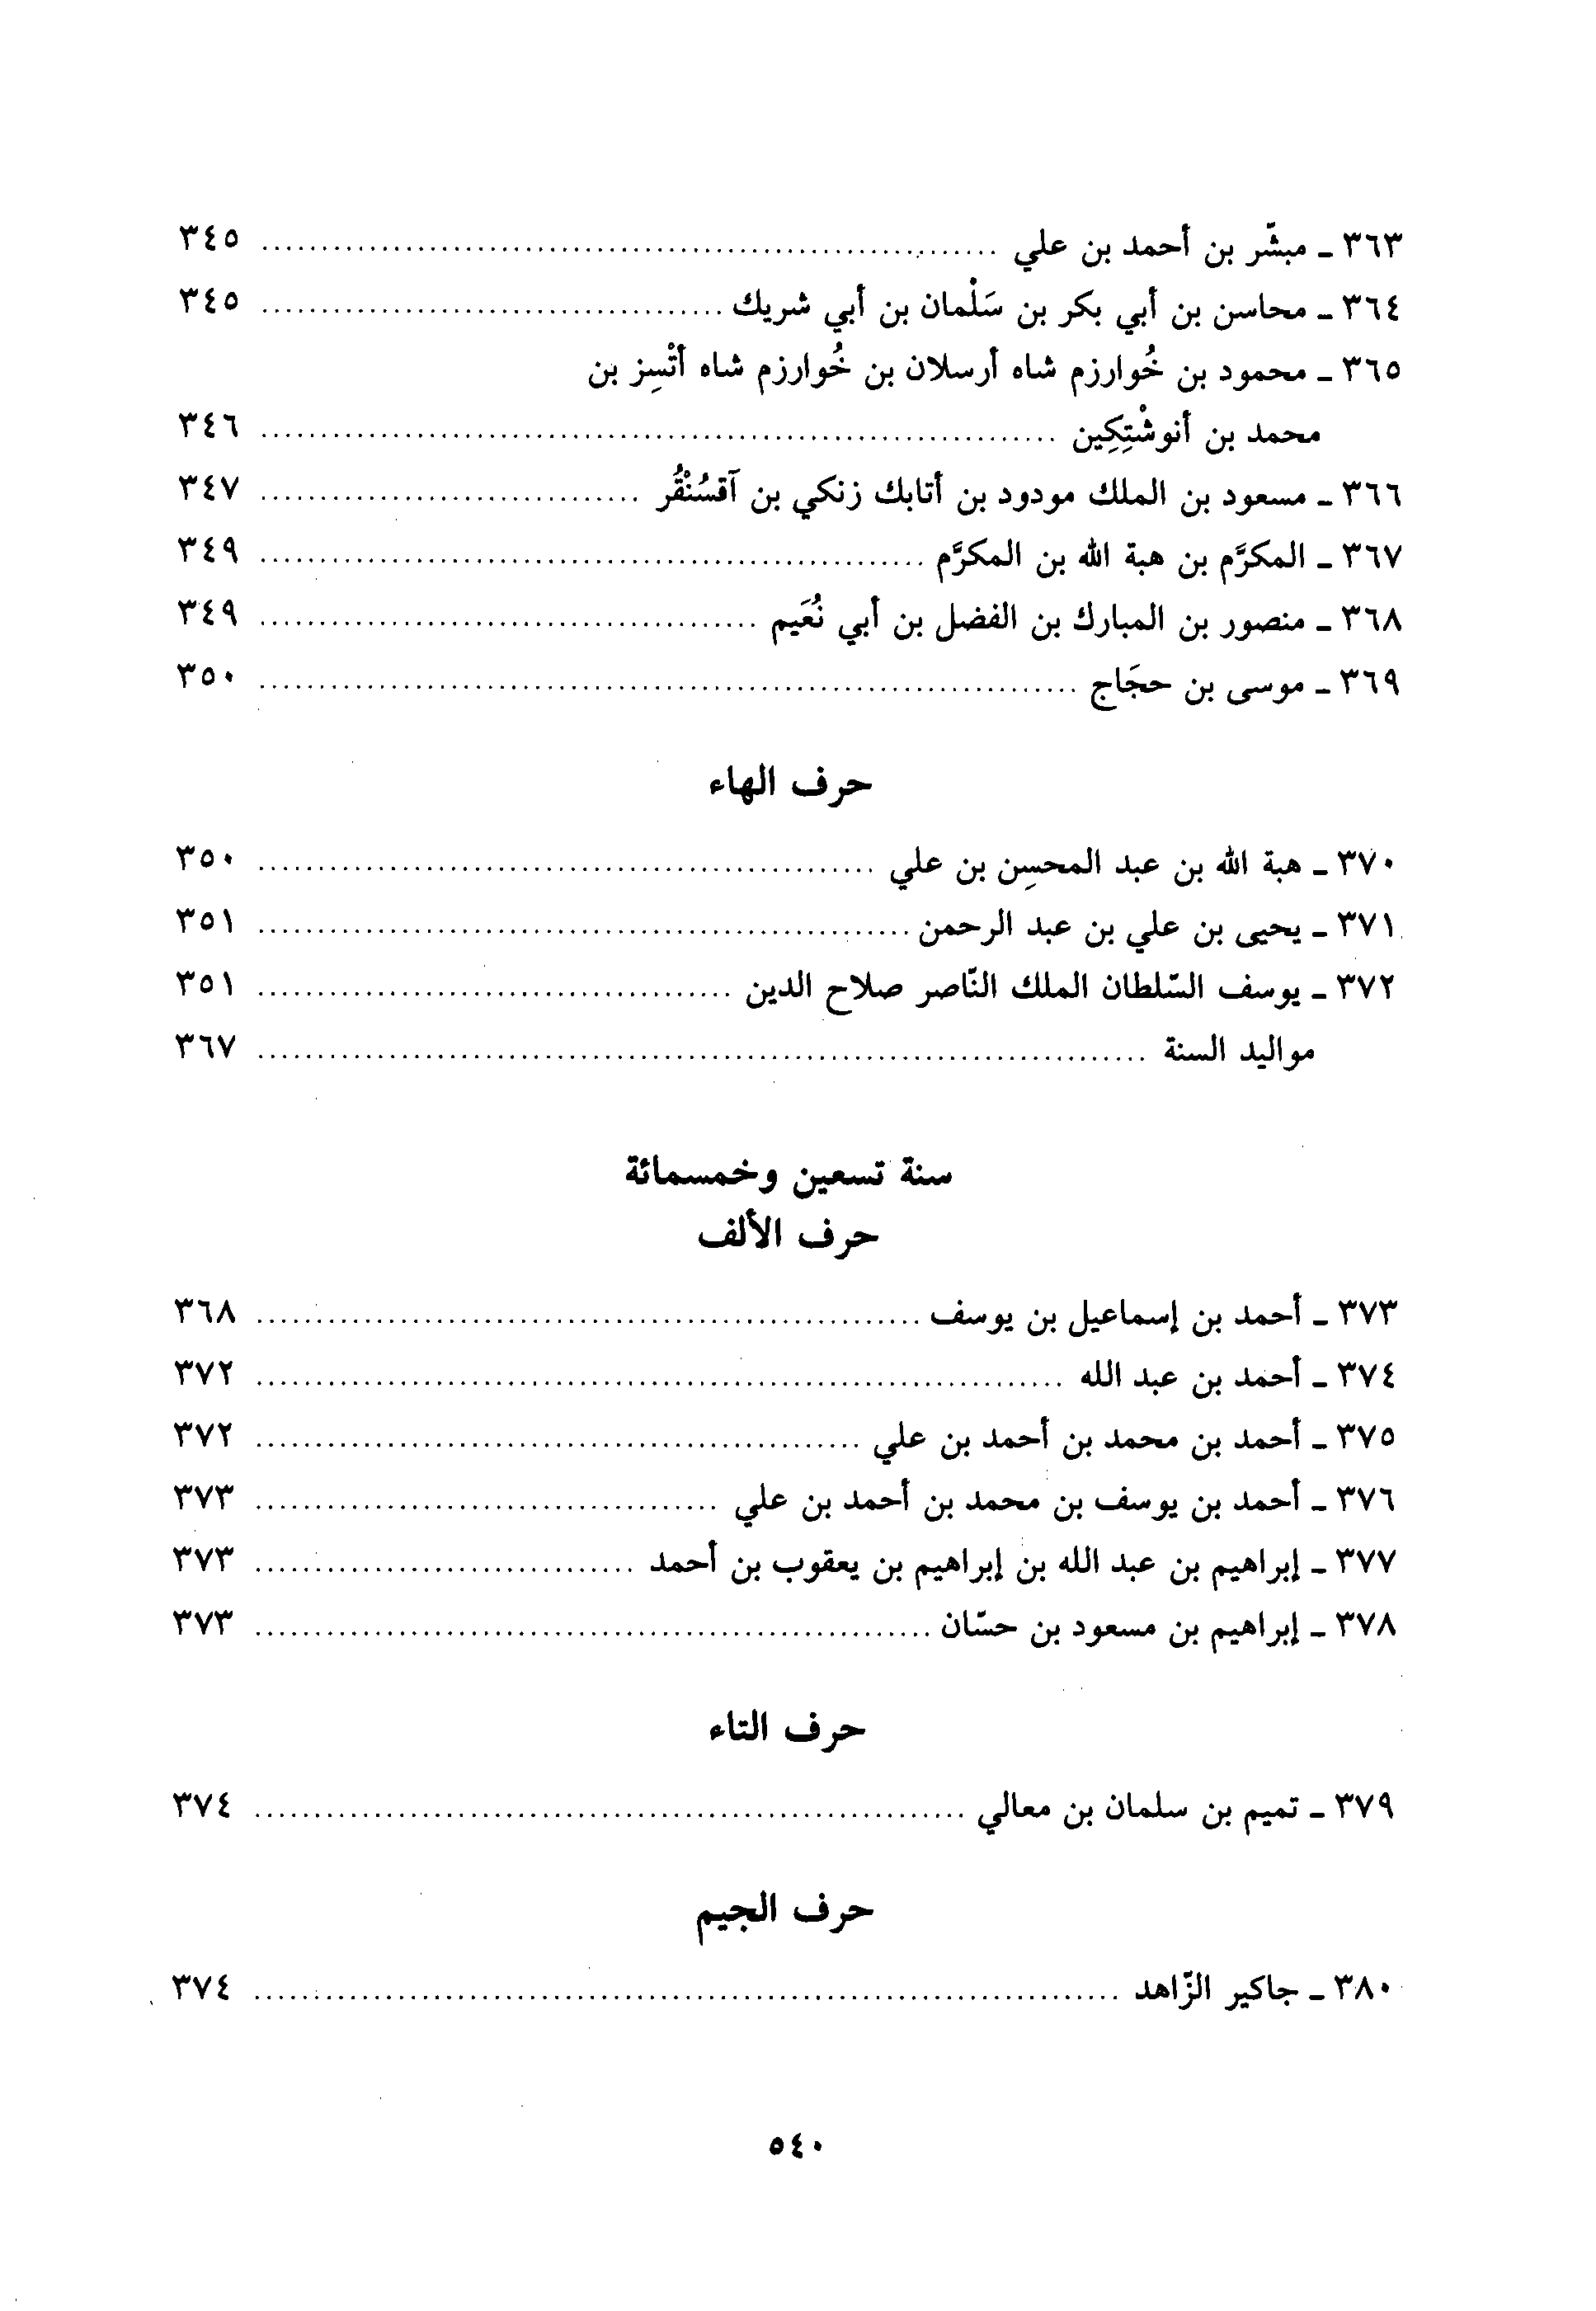 ٣٦٣ ـ مبشّر بن أحمد بن علي ........................ ٣٤٥
٣٦٤ ـ محاسن بن أبي بكر بن سَلْمان بن أبي شريك ........................ ٣٤٥
٣٦٥ ـ محمود بن خُوارزم شاه أرسلان بن خُوارزم شاه أتْسِز بن
محمد بن أنوشْتِكِين ........................ ٣٤٦
٣٦٦ ـ مسعود بن الملك مودود بن أتابك زنكي بن آقسُنْقُر ........................ ٣٤٧
٣٦٧ ـ المكرَّم بن هبة الله بن المكرَّم ........................ ٣٤٩
٣٦٨ ـ منصور بن المبارك بن الفضل بن أبي نُعَيم ........................ ٣٤٩
٣٦٩ ـ موسى بن حجَاج ........................ ٣٥٠
حرف الهاء
٣٧٠ ـ هبة الله بن عبد المحسِن بن علي ........................ ٣٥٠
٣٧١ ـ يحيى بن علي بن عبد الرحمن ........................ ٣٥١
٣٧٢ ـ يوسف السّلطان الملك النّاصر صلاح الدين ........................ ٣٥١
مواليد السنة ........................ ٣٦٧
سنة تسعين وخمسمائة
حرف الألف
٣٧٣ ـ أحمد بن إسماعيل بن يوسف ........................ ٣٦٨
٣٧٤ ـ أحمد بن عبد الله ........................ ٣٧٢
٣٧٥ ـ أحمد بن محمد بن أحمد بن علي ........................ ٣٧٢
٣٧٦ ـ أحمد بن يوسف بن محمد بن أحمد بن علي ........................ ٣٧٣
٣٧٧ ـ إبراهيم بن عبد الله بن إبراهيم بن يعقوب بن أحمد ........................ ٣٧٣
٣٧٨ ـ إبراهيم بن مسعود بن حسّان ........................ ٣٧٣
حرف التاء
٣٧٩ ـ تميم بن سلمان بن معالي ........................ ٣٧٤
حرف الجيم
٣٨٠ ـ جاكير الزّاهد ........................ ٣٧٤
٥٤٠